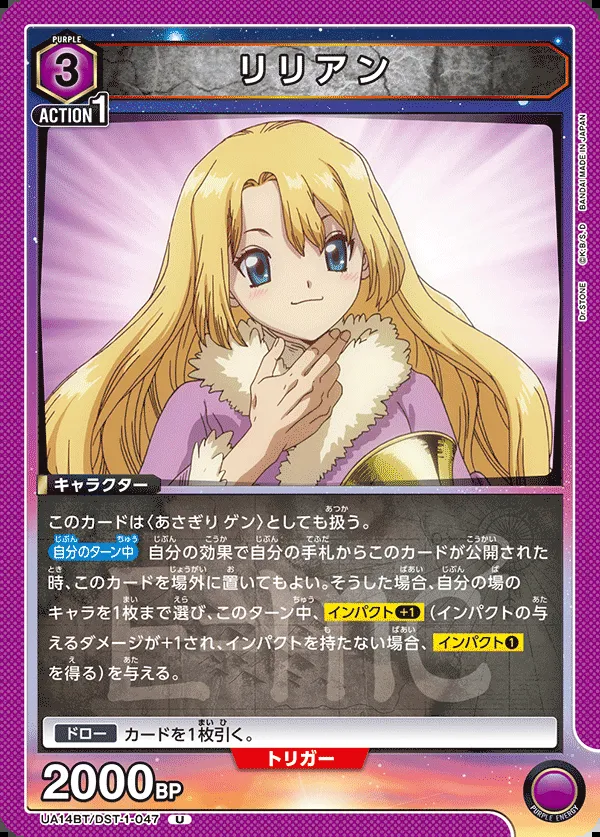 PURPLE
3
リリアン
ACTION 1
Dr.STONE ©K,B/S,D BANDAI MADE IN JAPAN
キャラクター
このカードは〈あさぎり ゲン〉としても扱う。
自分のターン中 自分の効果で自分の手札からこのカードが公開された
時、このカードを場外に置いてもよい。そうした場合、自分の場の
キャラを1枚まで選び、このターン中、インパクト+1(インパクトの与
えるダメージが+1され、インパクトを持たない場合、インパクト1
を得る)を与える。
ドロー カードを1枚引く。
トリガー
2000BP
UA14BT/DST-1-047 U
PURPLE ENERGY